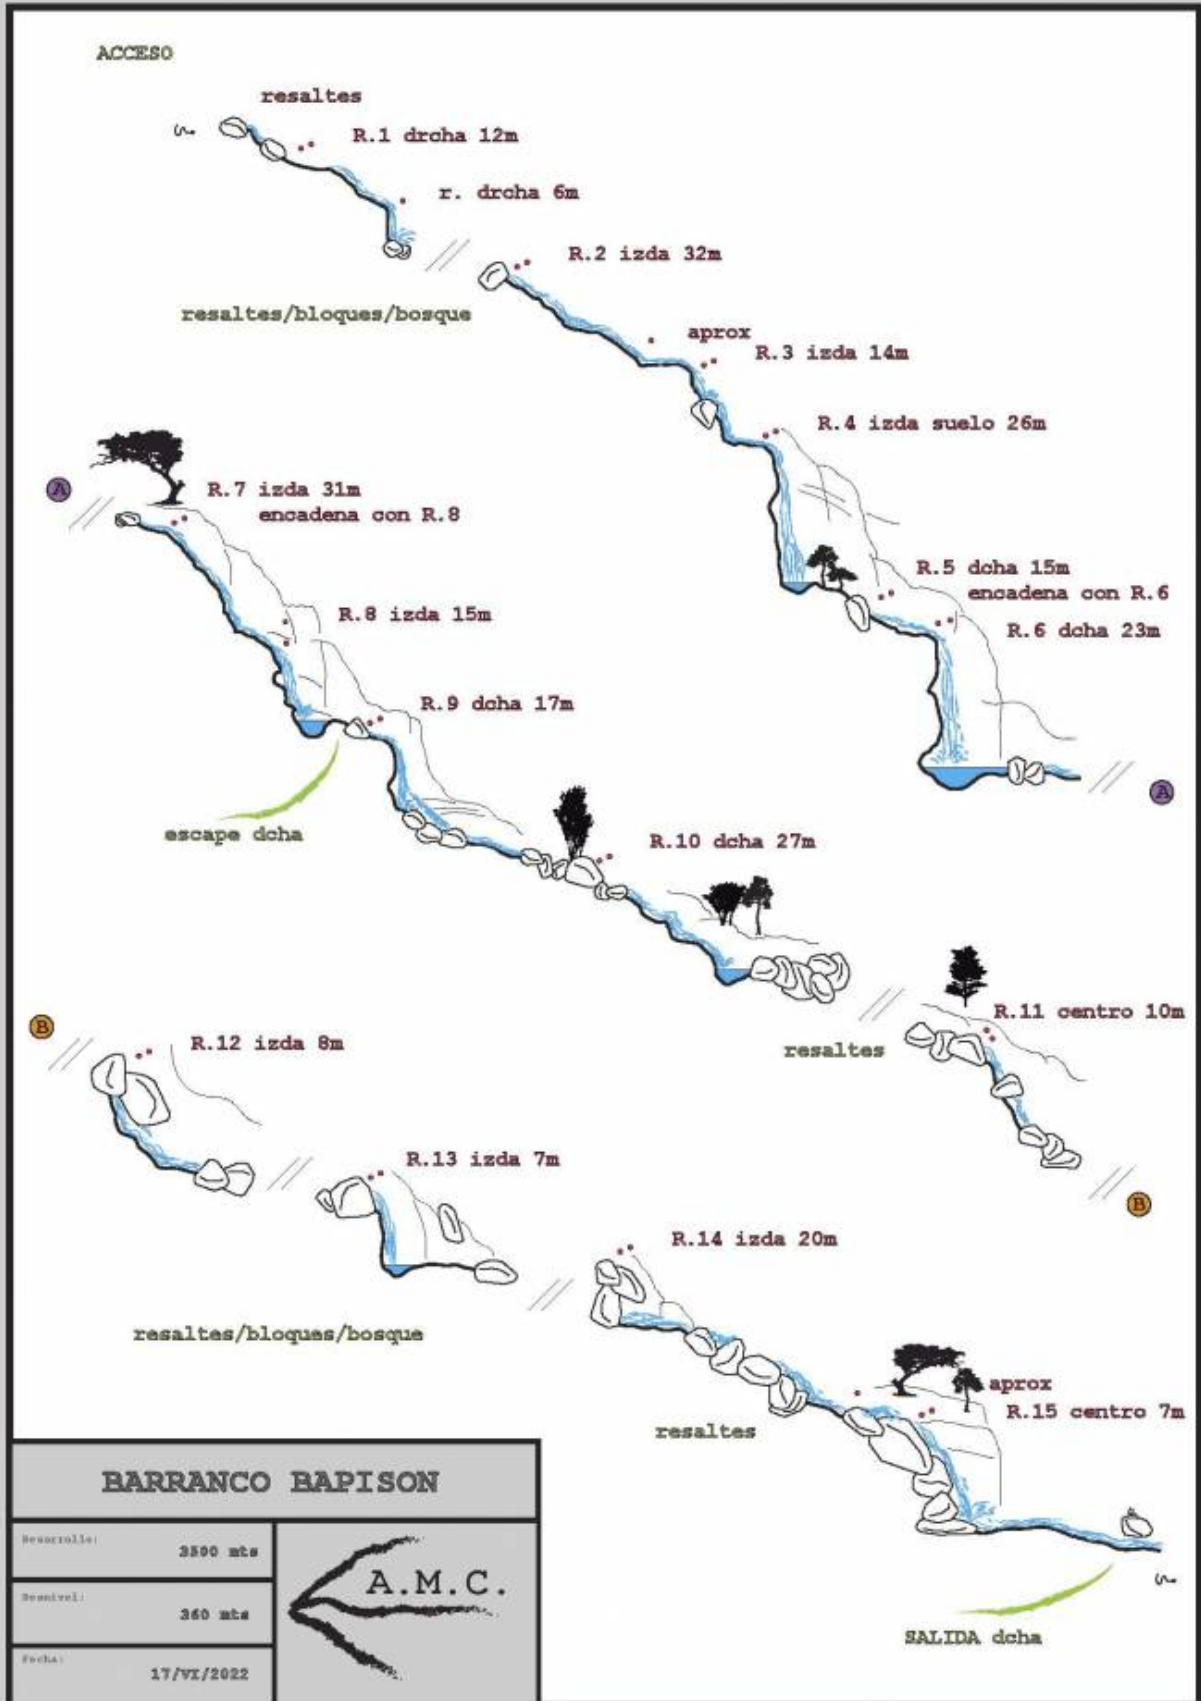 ACCESO
resaltes
R.1 drcha 12m
r. drcha 6m
R.2 izda 32m
resaltes/bloques/bosque
aprox
R.3 izda 14m
R.4 izda suelo 26m
R.5 dcha 15m
encadena con R.6
R.6 dcha 23m
A
A
R.7 izda 31m
encadena con R.8
R.8 izda 15m
R.9 dcha 17m
escape dcha
R.10 dcha 27m
R.11 centro 10m
resaltes
B
B
R.12 izda 8m
R.13 izda 7m
resaltes/bloques/bosque
R.14 izda 20m
resaltes
aprox
R.15 centro 7m
SALIDA dcha
BARRANCO BAPISON
Desarrollo:
3500 mts
Desnivel:
360 mts
Fecha:
17/VI/2022
A.M.C.